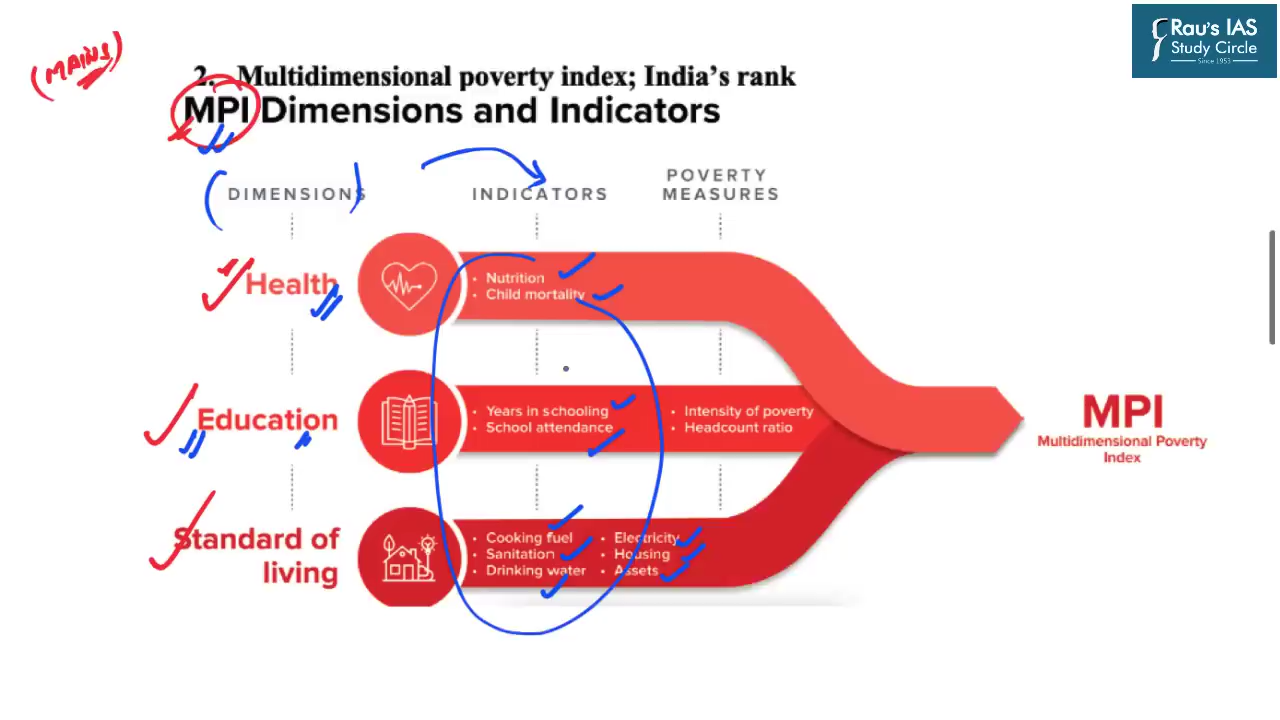 (MAINS)
Rau's IAS
Study Circle
Since 1953
2. Multidimensional poverty index; India's rank
MPI Dimensions and Indicators
DIMENSIONS
INDICATORS
POVERTY
MEASURES
Health
• Nutrition
• Child mortality
Education
• Years in schooling
• School attendance
• Intensity of poverty
• Headcount ratio
MPI
Multidimensional Poverty
Index
Standard of
living
• Cooking fuel
• Sanitation
• Drinking water
• Electricity
• Housing
• Assets